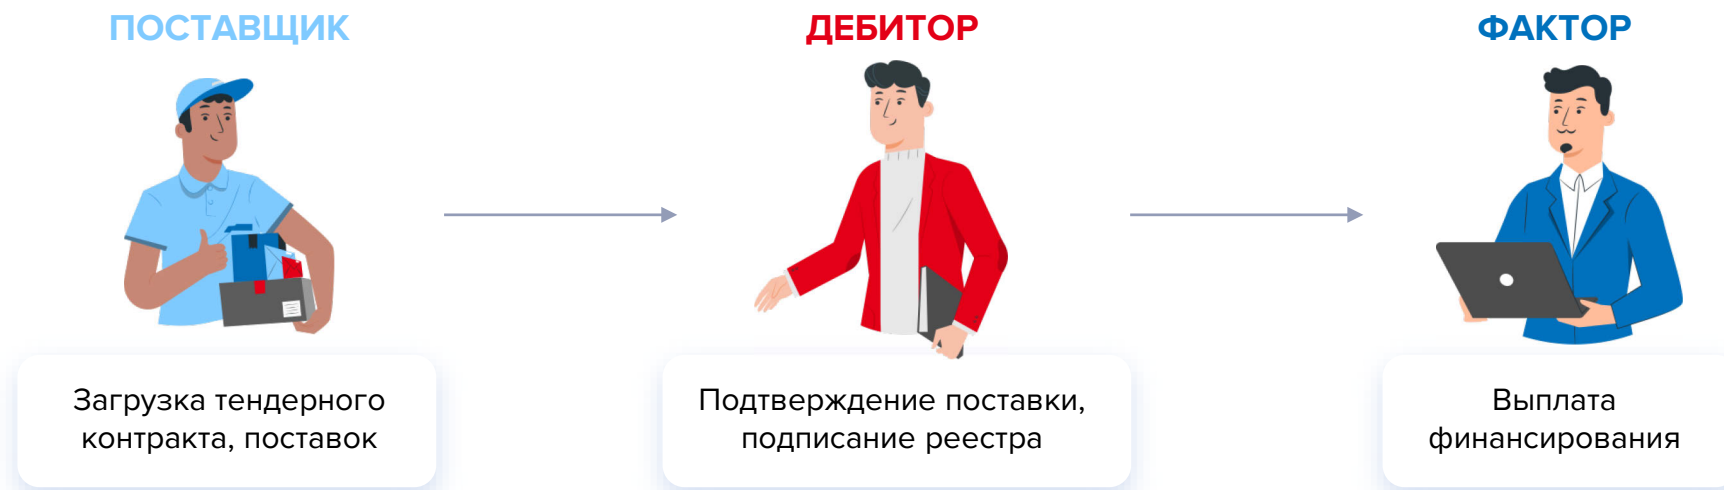 ПОСТАВЩИК
ДЕБИТОР
ФАКТОР
Загрузка тендерного
контракта, поставок
Подтверждение поставки,
подписание реестра
Выплата
финансирования